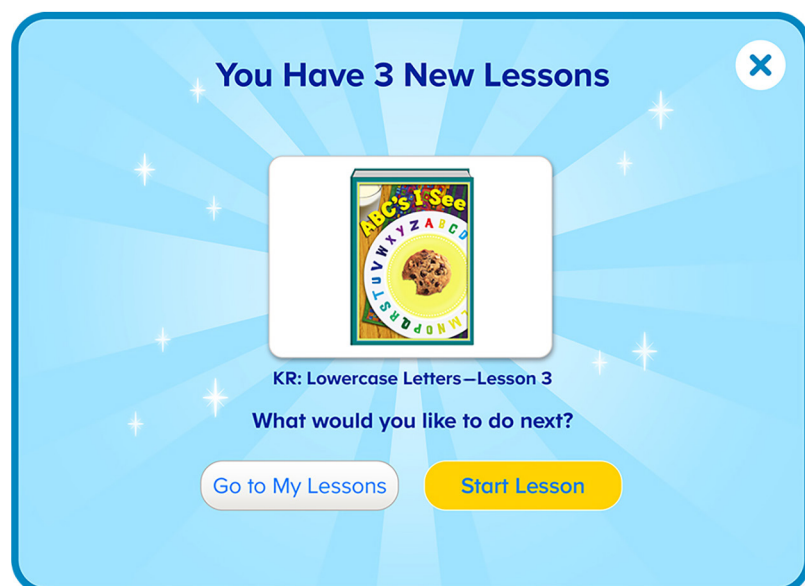 You Have 3 New Lessons
ABC's I See
A B C D
L M N O P Q R S T U V W X Y Z
KR: Lowercase Letters—Lesson 3
What would you like to do next?
Go to My Lessons
Start Lesson